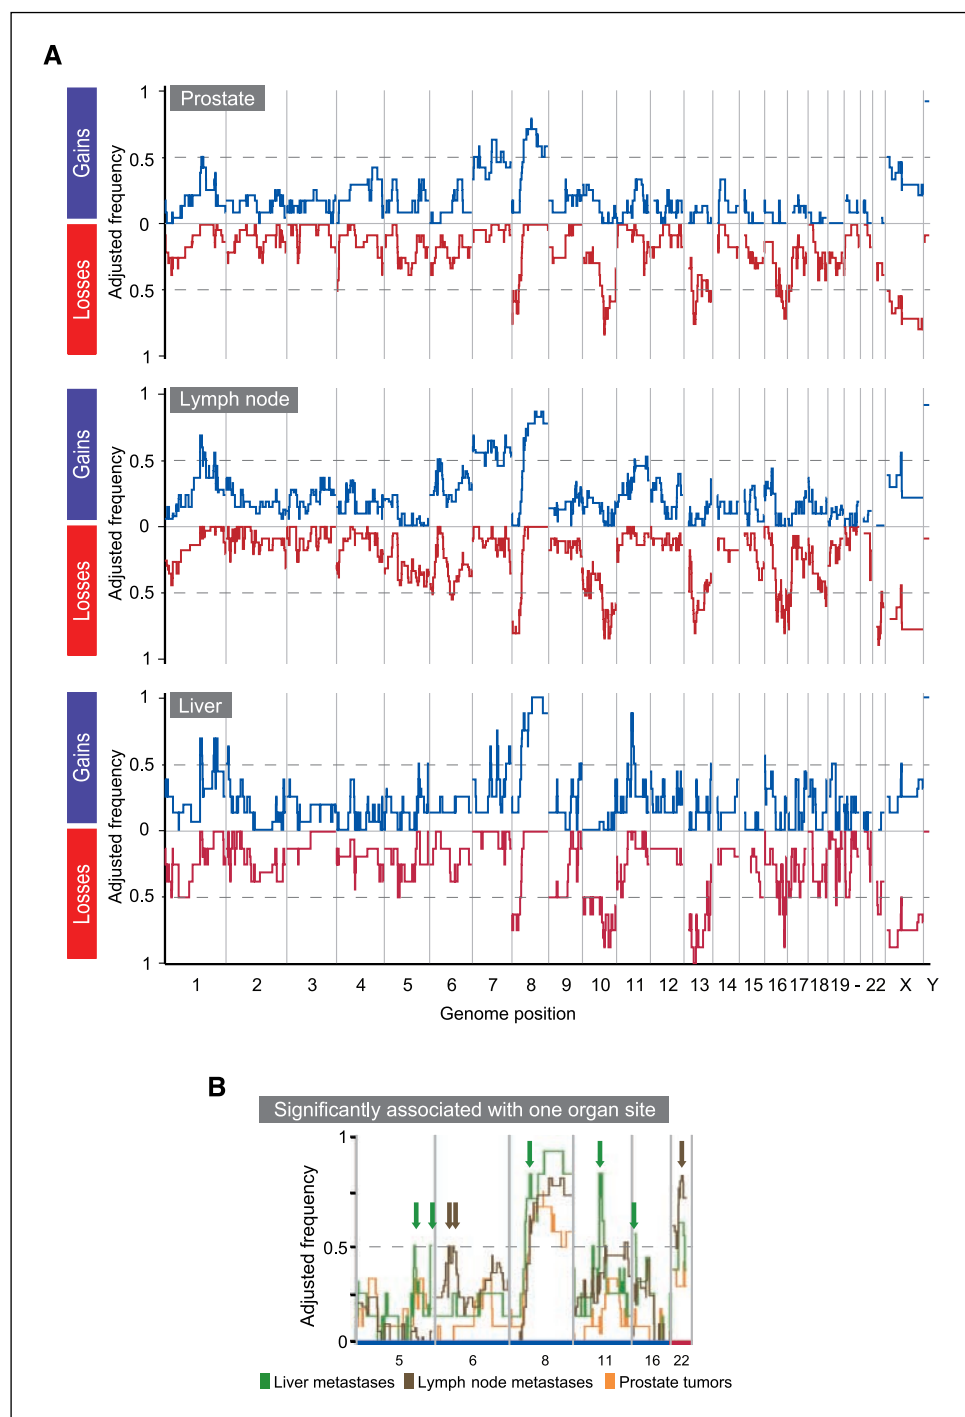 A
Prostate
Gains
Losses
Adjusted frequency
1
0.5
0
0.5
1
Lymph node
Gains
Losses
Adjusted frequency
1
0.5
0
0.5
1
Liver
Gains
Losses
Adjusted frequency
1
0.5
0
0.5
1
1 2 3 4 5 6 7 8 9 10 11 12 13 14 15 16 17 18 19 - 22 X Y
Genome position
B
Significantly associated with one organ site
Adjusted frequency
1
0.5
0
5 6 8 11 16 22
Liver metastases Lymph node metastases Prostate tumors